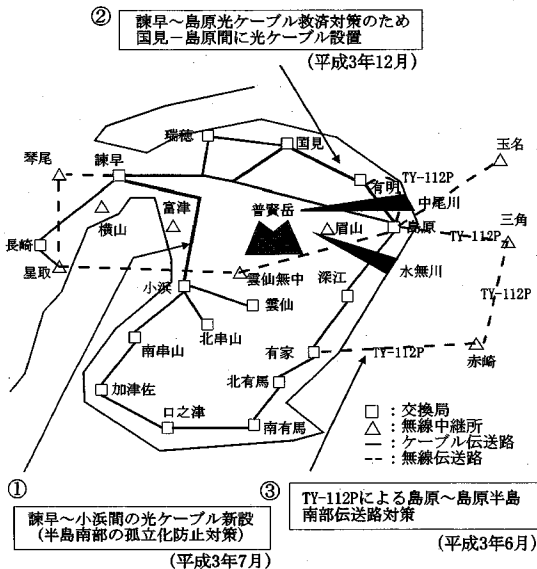 ②
諫早～島原光ケーブル救済対策のため
国見－島原間に光ケーブル設置
(平成3年12月)
瑞穂
国見
玉名
琴尾
諫早
有明
TY-112P
中尾川
横山
富津
普賢岳
眉山
島原
三角
TY-112P
長崎
星取
雲仙無中
深江
水無川
小浜
雲仙
TY-112P
北串山
南串山
有家
TY-112P
赤崎
加津佐
北有馬
口之津
南有馬
□：交換局
△：無線中継所
━：ケーブル伝送路
--：無線伝送路
①
諫早～小浜間の光ケーブル新設
(半島南部の孤立化防止対策)
(平成3年7月)
③
TY-112Pによる島原～島原半島
南部伝送路対策
(平成3年6月)